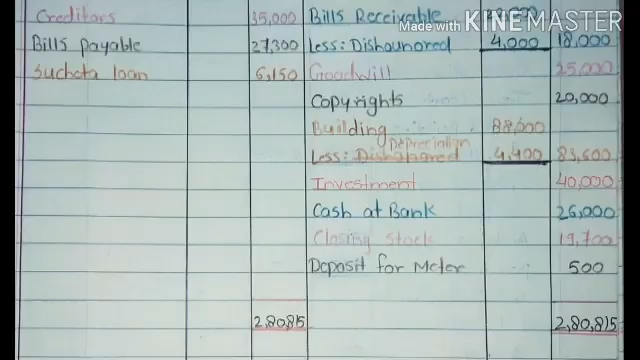 Made with KINEMASTER
Creditors 35,000 Bills Receivable
Bills Payable 27,300 Less: Dishounored 4,000 18,000
Sucheta loan 6,150 Goodwill 25,000
Copyrights 20,000
Building 88,000
Depreciation
Less: Dishonored 4,400 83,600
Investment 40,000
Cash at Bank 26,000
Closing Stock 19,700
Deposit for Meter 500
2,80,815 2,80,815